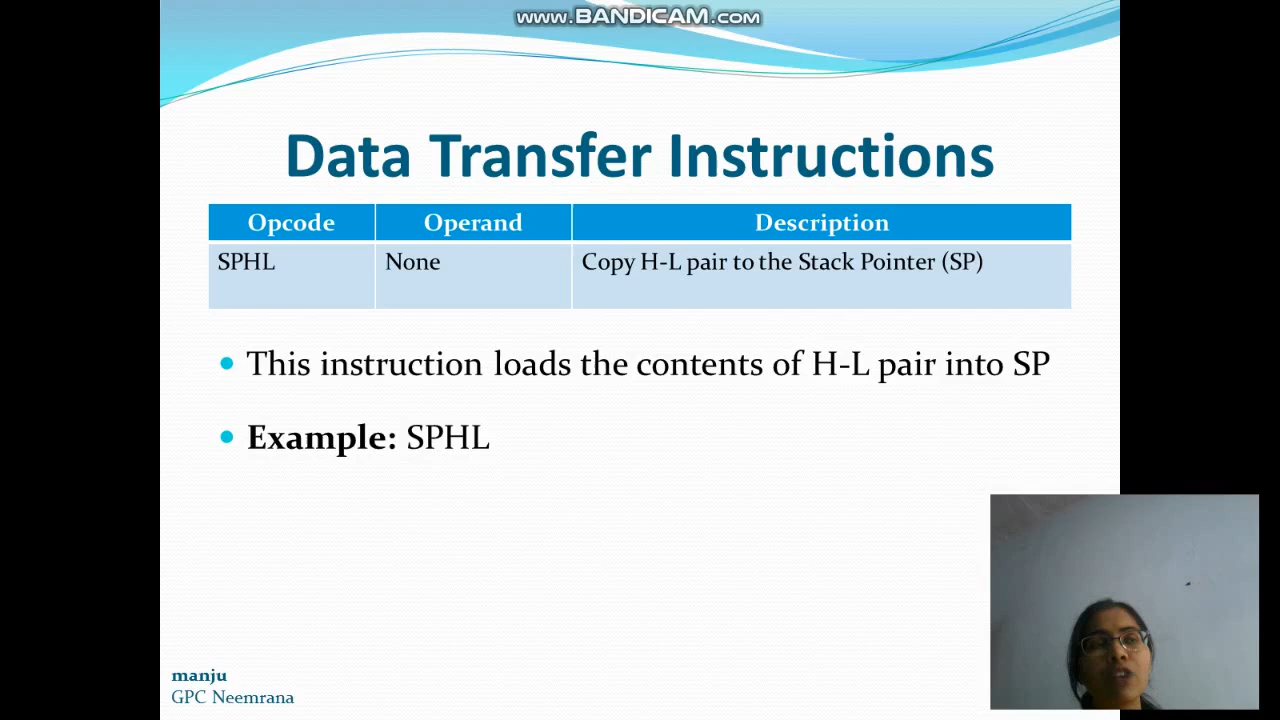 www.BANDICAM.com
Data Transfer Instructions
Opcode Operand Description
SPHL None Copy H-L pair to the Stack Pointer (SP)
• This instruction loads the contents of H-L pair into SP
• Example: SPHL
manju
GPC Neemrana